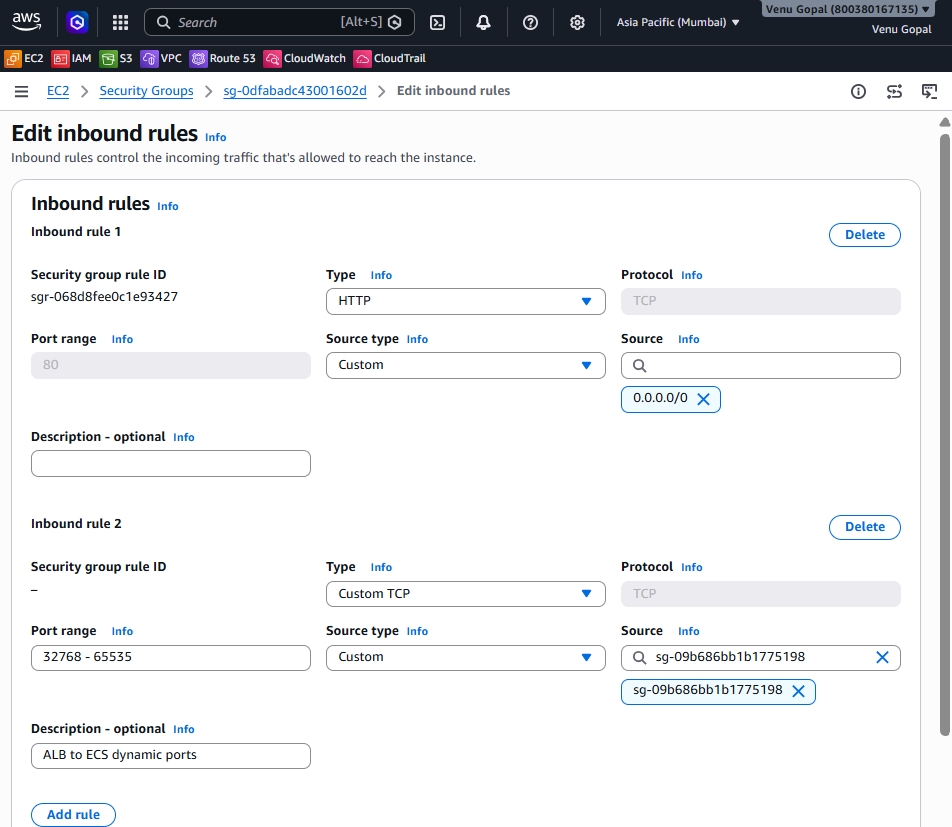 aws
Search [Alt+S]
Asia Pacific (Mumbai) ▼
Venu Gopal (800380167135) ▼
Venu Gopal
EC2 IAM S3 VPC Route 53 CloudWatch CloudTrail
EC2 > Security Groups > sg-0dfabadc43001602d > Edit inbound rules
Edit inbound rules Info
Inbound rules control the incoming traffic that's allowed to reach the instance.
Inbound rules Info
Inbound rule 1
Delete
Security group rule ID
sgr-068d8fee0c1e93427
Type Info
HTTP
Protocol Info
TCP
Port range Info
80
Source type Info
Custom
Source Info
0.0.0.0/0
Description - optional Info
Inbound rule 2
Delete
Security group rule ID
–
Type Info
Custom TCP
Protocol Info
TCP
Port range Info
32768 - 65535
Source type Info
Custom
Source Info
sg-09b686bb1b1775198
sg-09b686bb1b1775198
Description - optional Info
ALB to ECS dynamic ports
Add rule